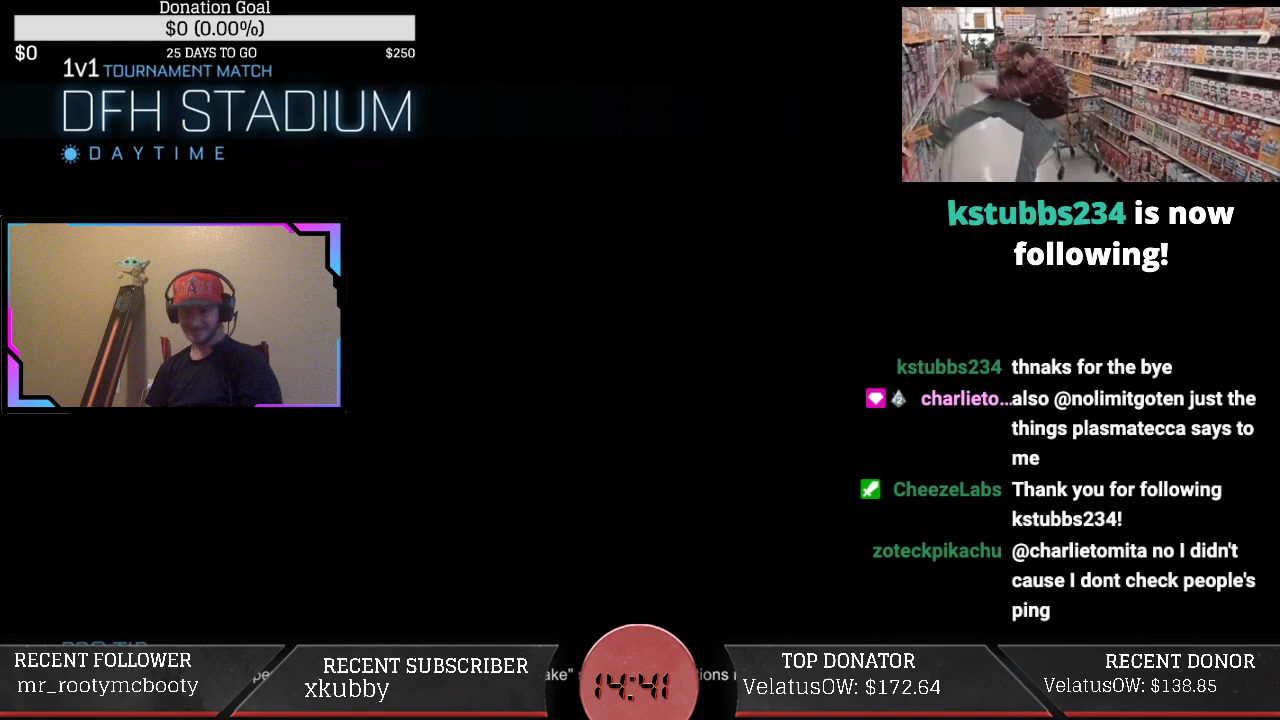 Donation Goal
$0 (0.00%)
$0 25 DAYS TO GO $250
1v1 TOURNAMENT MATCH
DFH STADIUM
DAYTIME
kstubbs234 is now
following!
kstubbs234 thnaks for the bye
charlieto... also @nolimitgoten just the
things plasmatecca says to
me
CheezeLabs Thank you for following
kstubbs234!
zoteckpikachu @charlietomita no I didn't
cause I dont check people's
ping
RECENT FOLLOWER
mr_rootymcbooty
RECENT SUBSCRIBER
xkubby
14:41
TOP DONATOR
VelatusOW: $172.64
RECENT DONOR
VelatusOW: $138.85